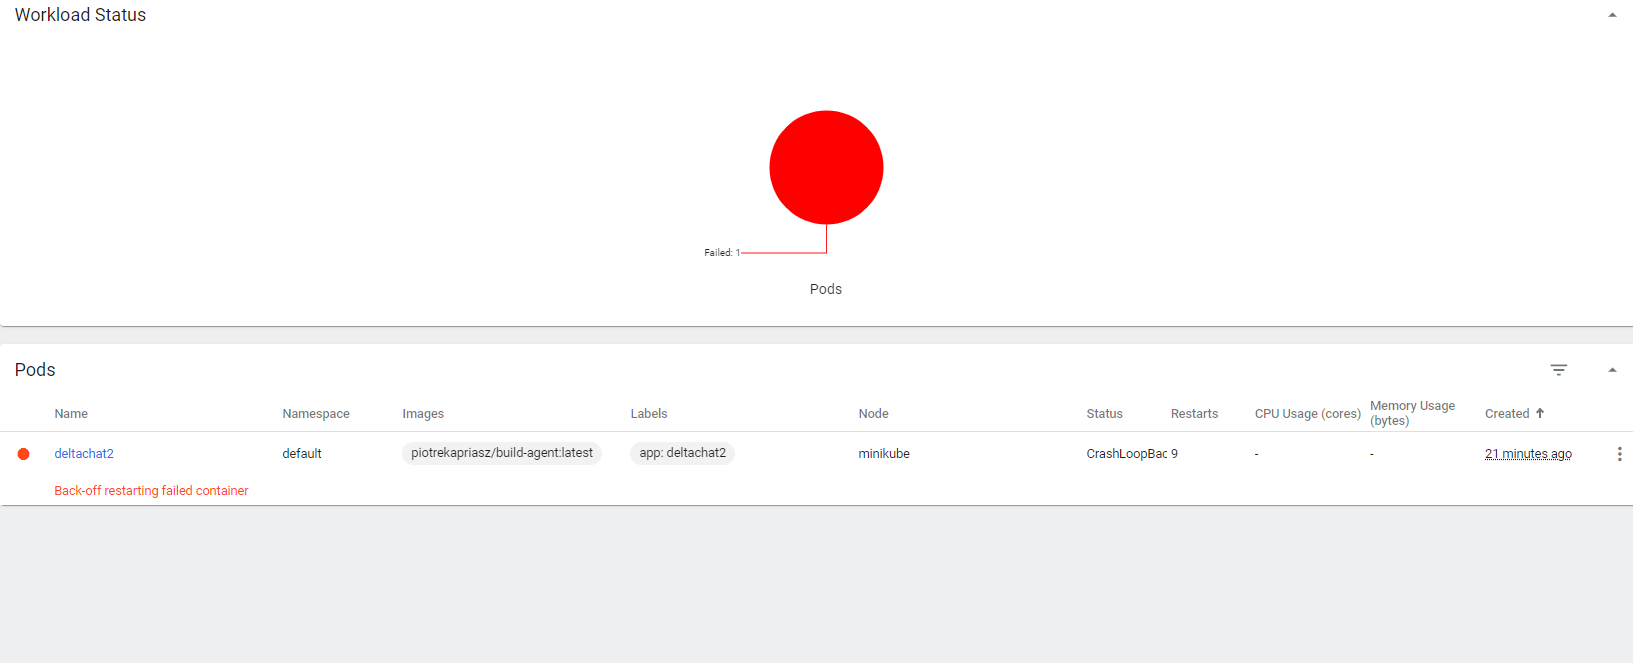 Workload Status
Failed: 1
Pods
Pods
Name Namespace Images Labels Node Status Restarts CPU Usage (cores) Memory Usage (bytes) Created
deltachat2 default piotrekapriasz/build-agent:latest app: deltachat2 minikube CrashLoopBac 9 - - 21 minutes ago
Back-off restarting failed container